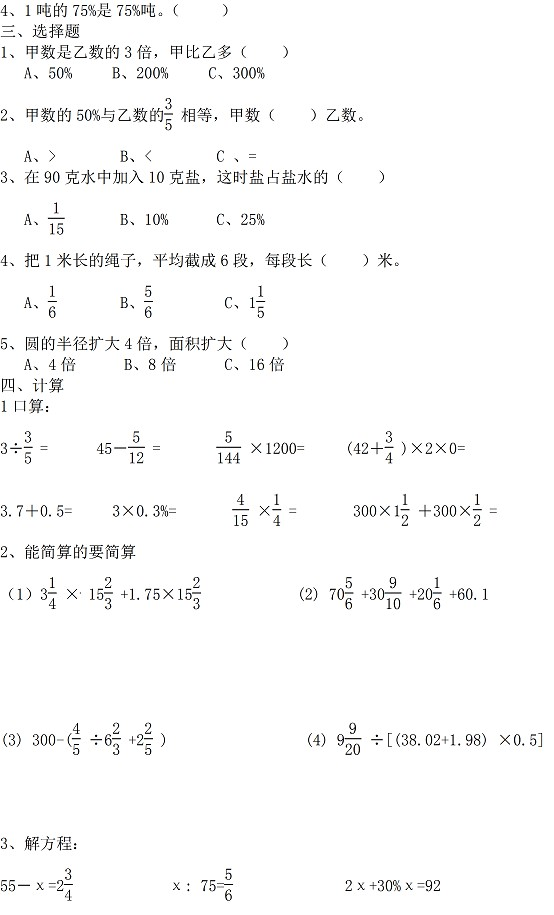 4、1吨的75%是75%吨。（　　）
三、选择题
1、甲数是乙数的3倍，甲比乙多（　　）
A、50%　　B、200%　　C、300%
2、甲数的50%与乙数的3/5 相等，甲数（　　）乙数。
A、>　　B、<　　C 、=
3、在90克水中加入10克盐，这时盐占盐水的（　　）
A、1/15　　B、10%　　C、25%
4、把1米长的绳子，平均截成6段，每段长（　　）米。
A、1/6　　B、5/6　　C、1 1/5
5、圆的半径扩大4倍，面积扩大（　　）
A、4倍　　B、8倍　　C、16倍
四、计算
1口算：
3÷3/5 =　　45－5/12 =　　5/144 ×1200=　　(42＋3/4 )×2×0=
3.7＋0.5=　　3×0.3%=　　4/15 ×1/4 =　　300×1 1/2 ＋300×1/2 =
2、能简算的要简算
（1）3 1/4 × 15 2/3 +1.75×15 2/3　　(2) 70 5/6 +30 9/10 +20 1/6 +60.1
(3) 300-(4/5 ÷6 2/3 +2 2/5 )　　(4) 9 9/20 ÷[(38.02+1.98) ×0.5]
3、解方程：
55－x=2 3/4　　x: 75=5/6　　2x+30%x=92